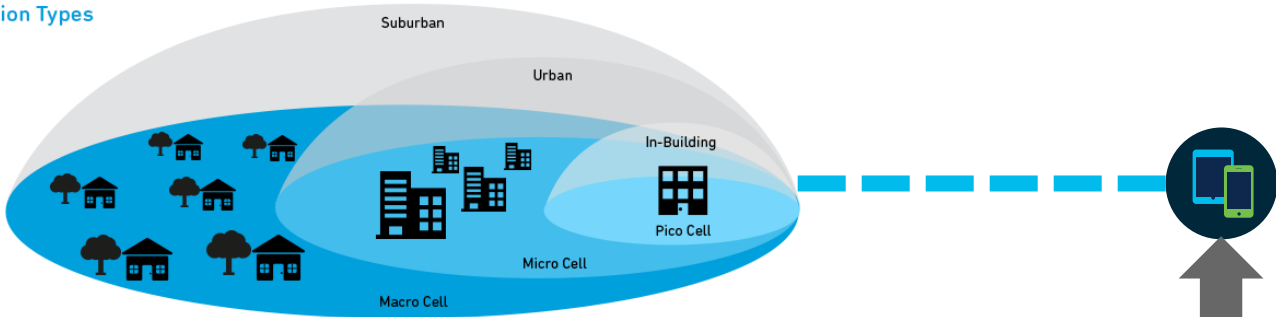 ion Types
Suburban
Urban
In-Building
Pico Cell
Micro Cell
Macro Cell